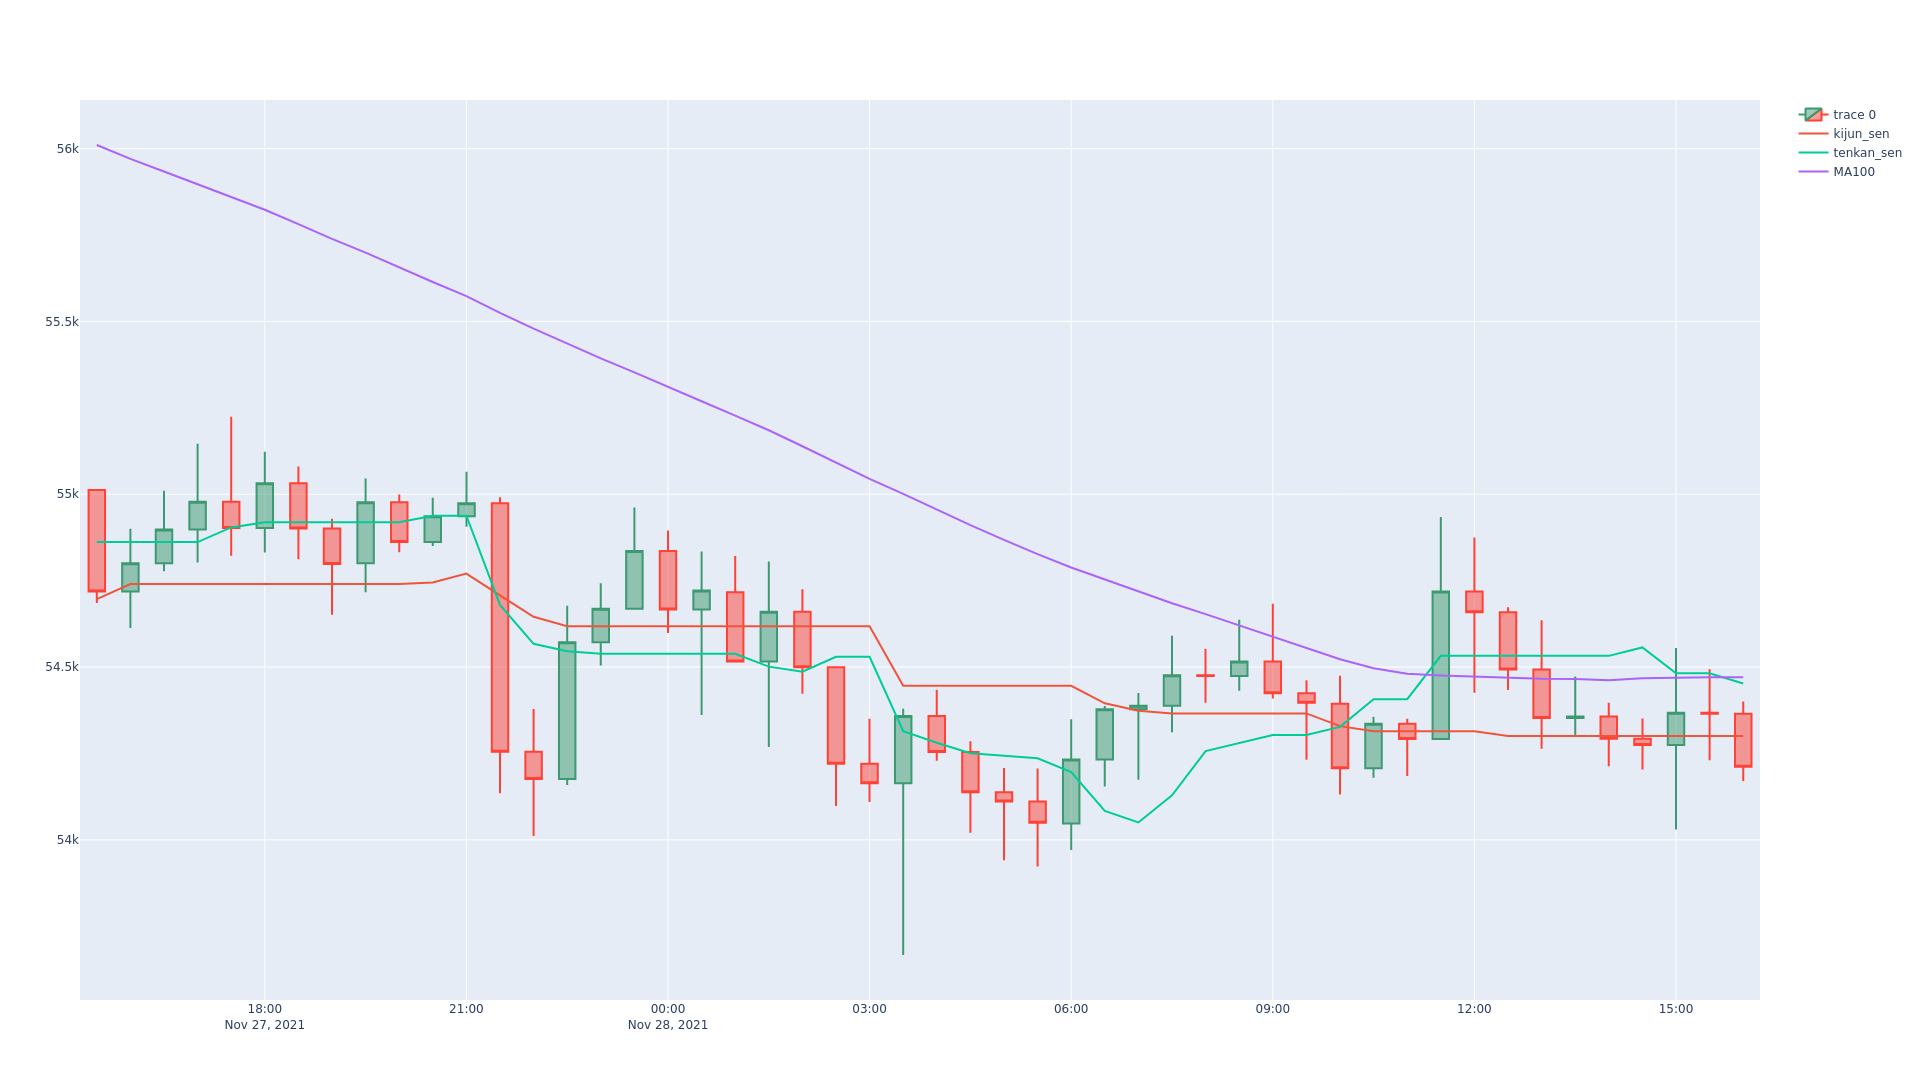 trace 0
kijun_sen
tenkan_sen
MA100
56k
55.5k
55k
54.5k
54k
18:00
Nov 27, 2021
21:00
00:00
Nov 28, 2021
03:00
06:00
09:00
12:00
15:00